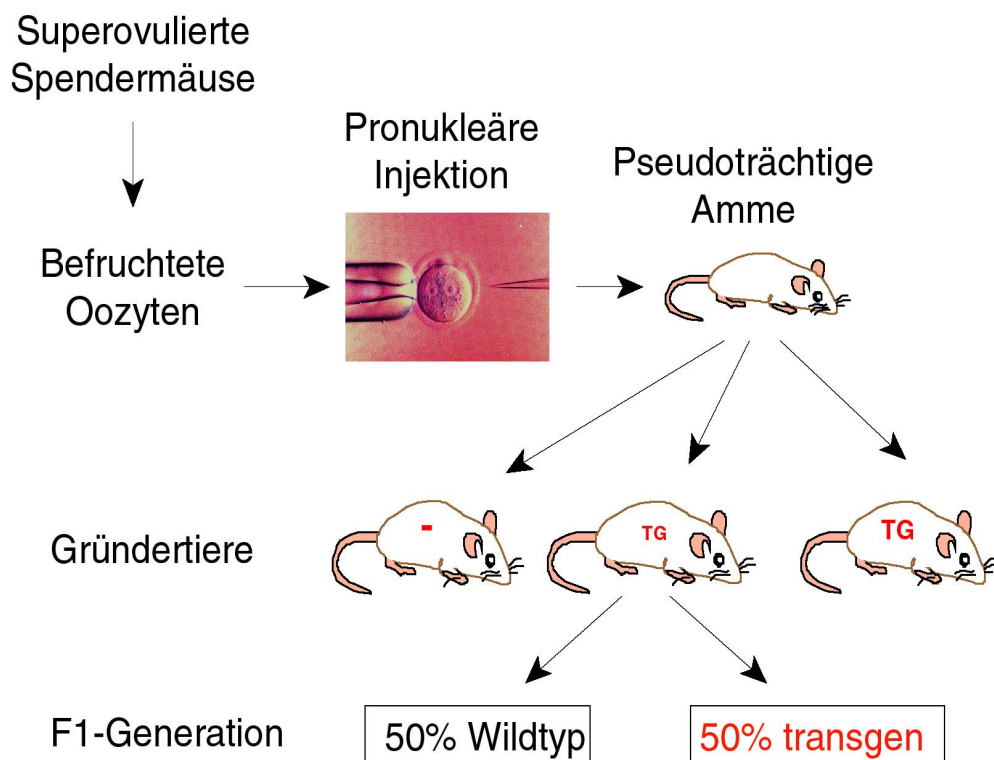 Superovulierte
Spendermäuse
Pronukleäre
Injektion
Pseudoträchtige
Amme
Befruchtete
Oozyten
Gründertiere
-
TG
TG
F1-Generation
50% Wildtyp
50% transgen